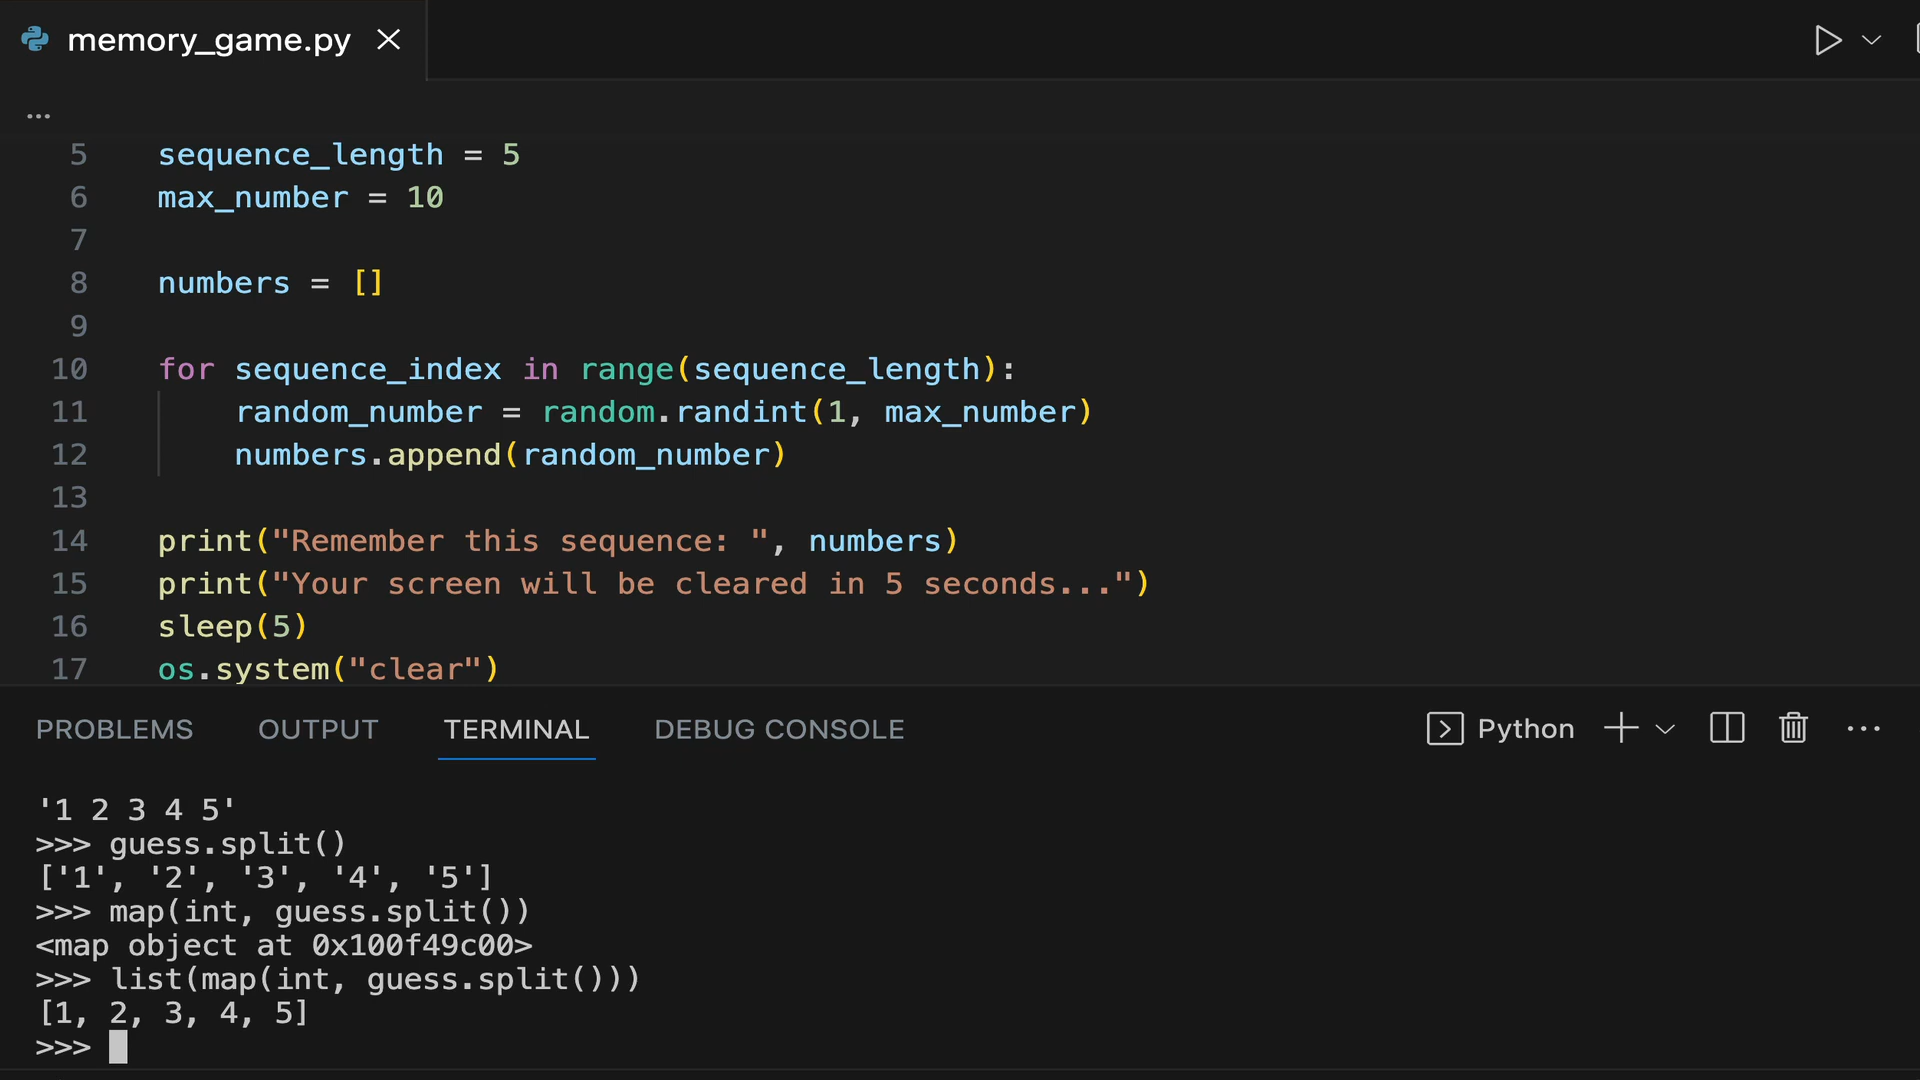 memory_game.py
...
5 sequence_length = 5
6 max_number = 10
7
8 numbers = []
9
10 for sequence_index in range(sequence_length):
11 random_number = random.randint(1, max_number)
12 numbers.append(random_number)
13
14 print("Remember this sequence: ", numbers)
15 print("Your screen will be cleared in 5 seconds...")
16 sleep(5)
17 os.system("clear")
PROBLEMS OUTPUT TERMINAL DEBUG CONSOLE Python
'1 2 3 4 5'
>>> guess.split()
['1', '2', '3', '4', '5']
>>> map(int, guess.split())
<map object at 0x100f49c00>
>>> list(map(int, guess.split()))
[1, 2, 3, 4, 5]
>>>